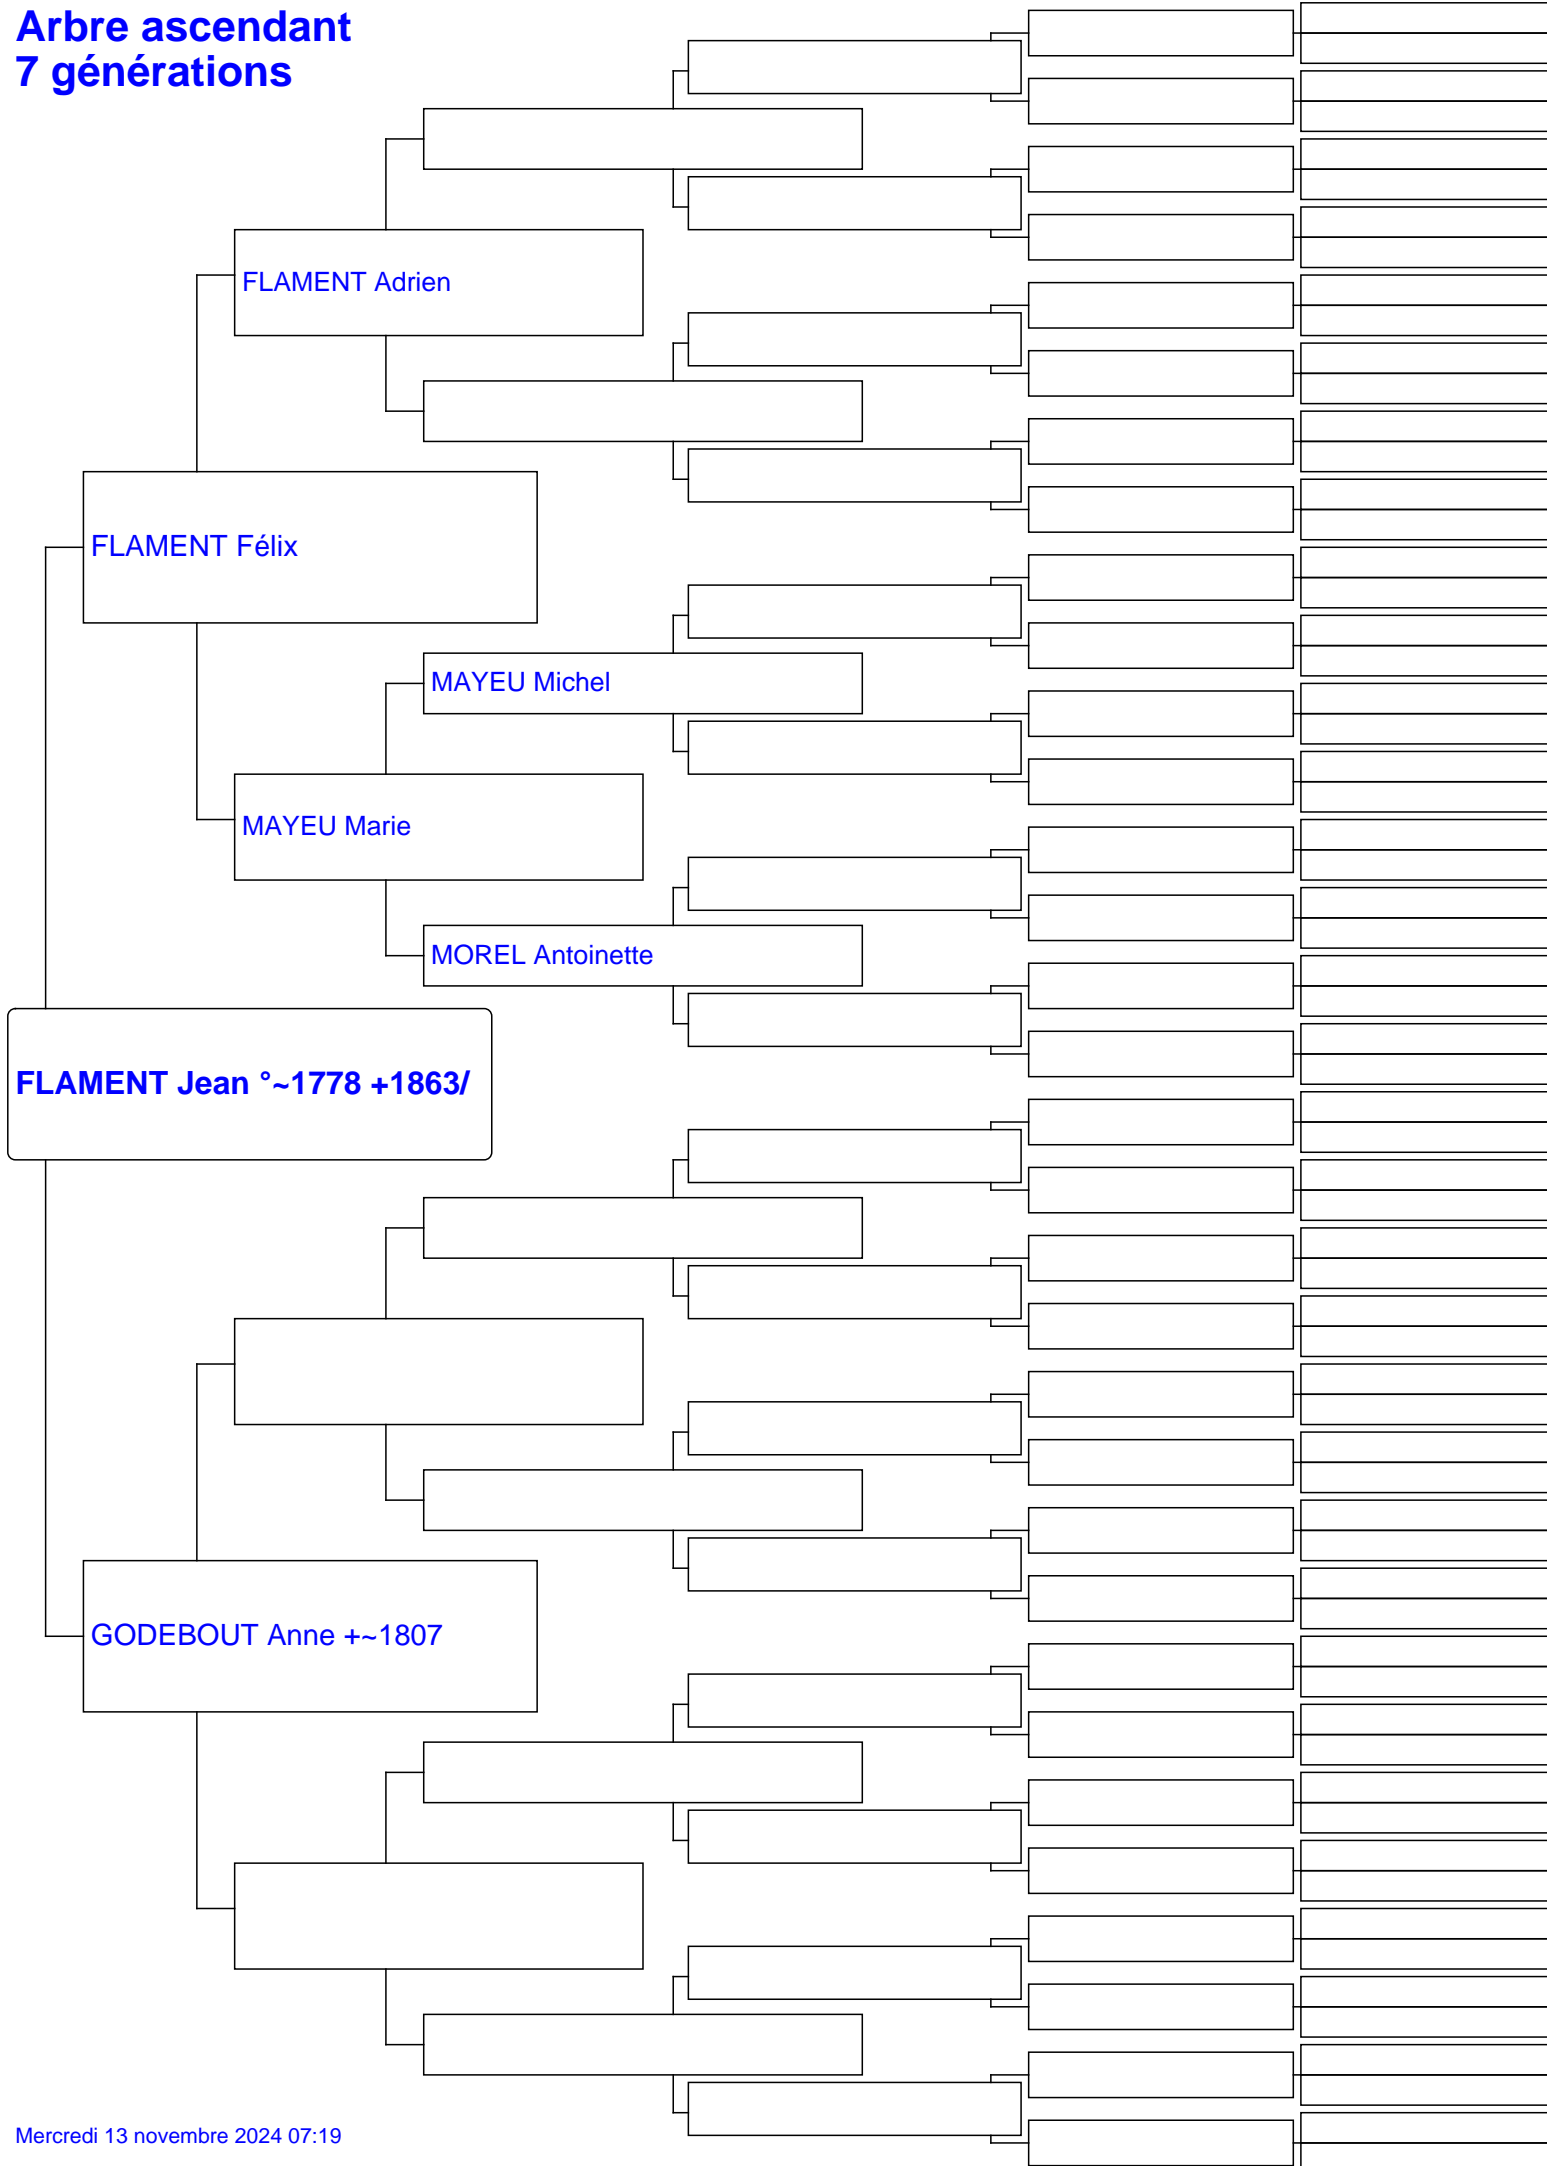 Arbre ascendant
7 générations
FLAMENT Adrien
FLAMENT Félix
MAYEU Michel
MAYEU Marie
MOREL Antoinette
FLAMENT Jean °~1778 +1863/
GODEBOUT Anne +~1807
Mercredi 13 novembre 2024 07:19